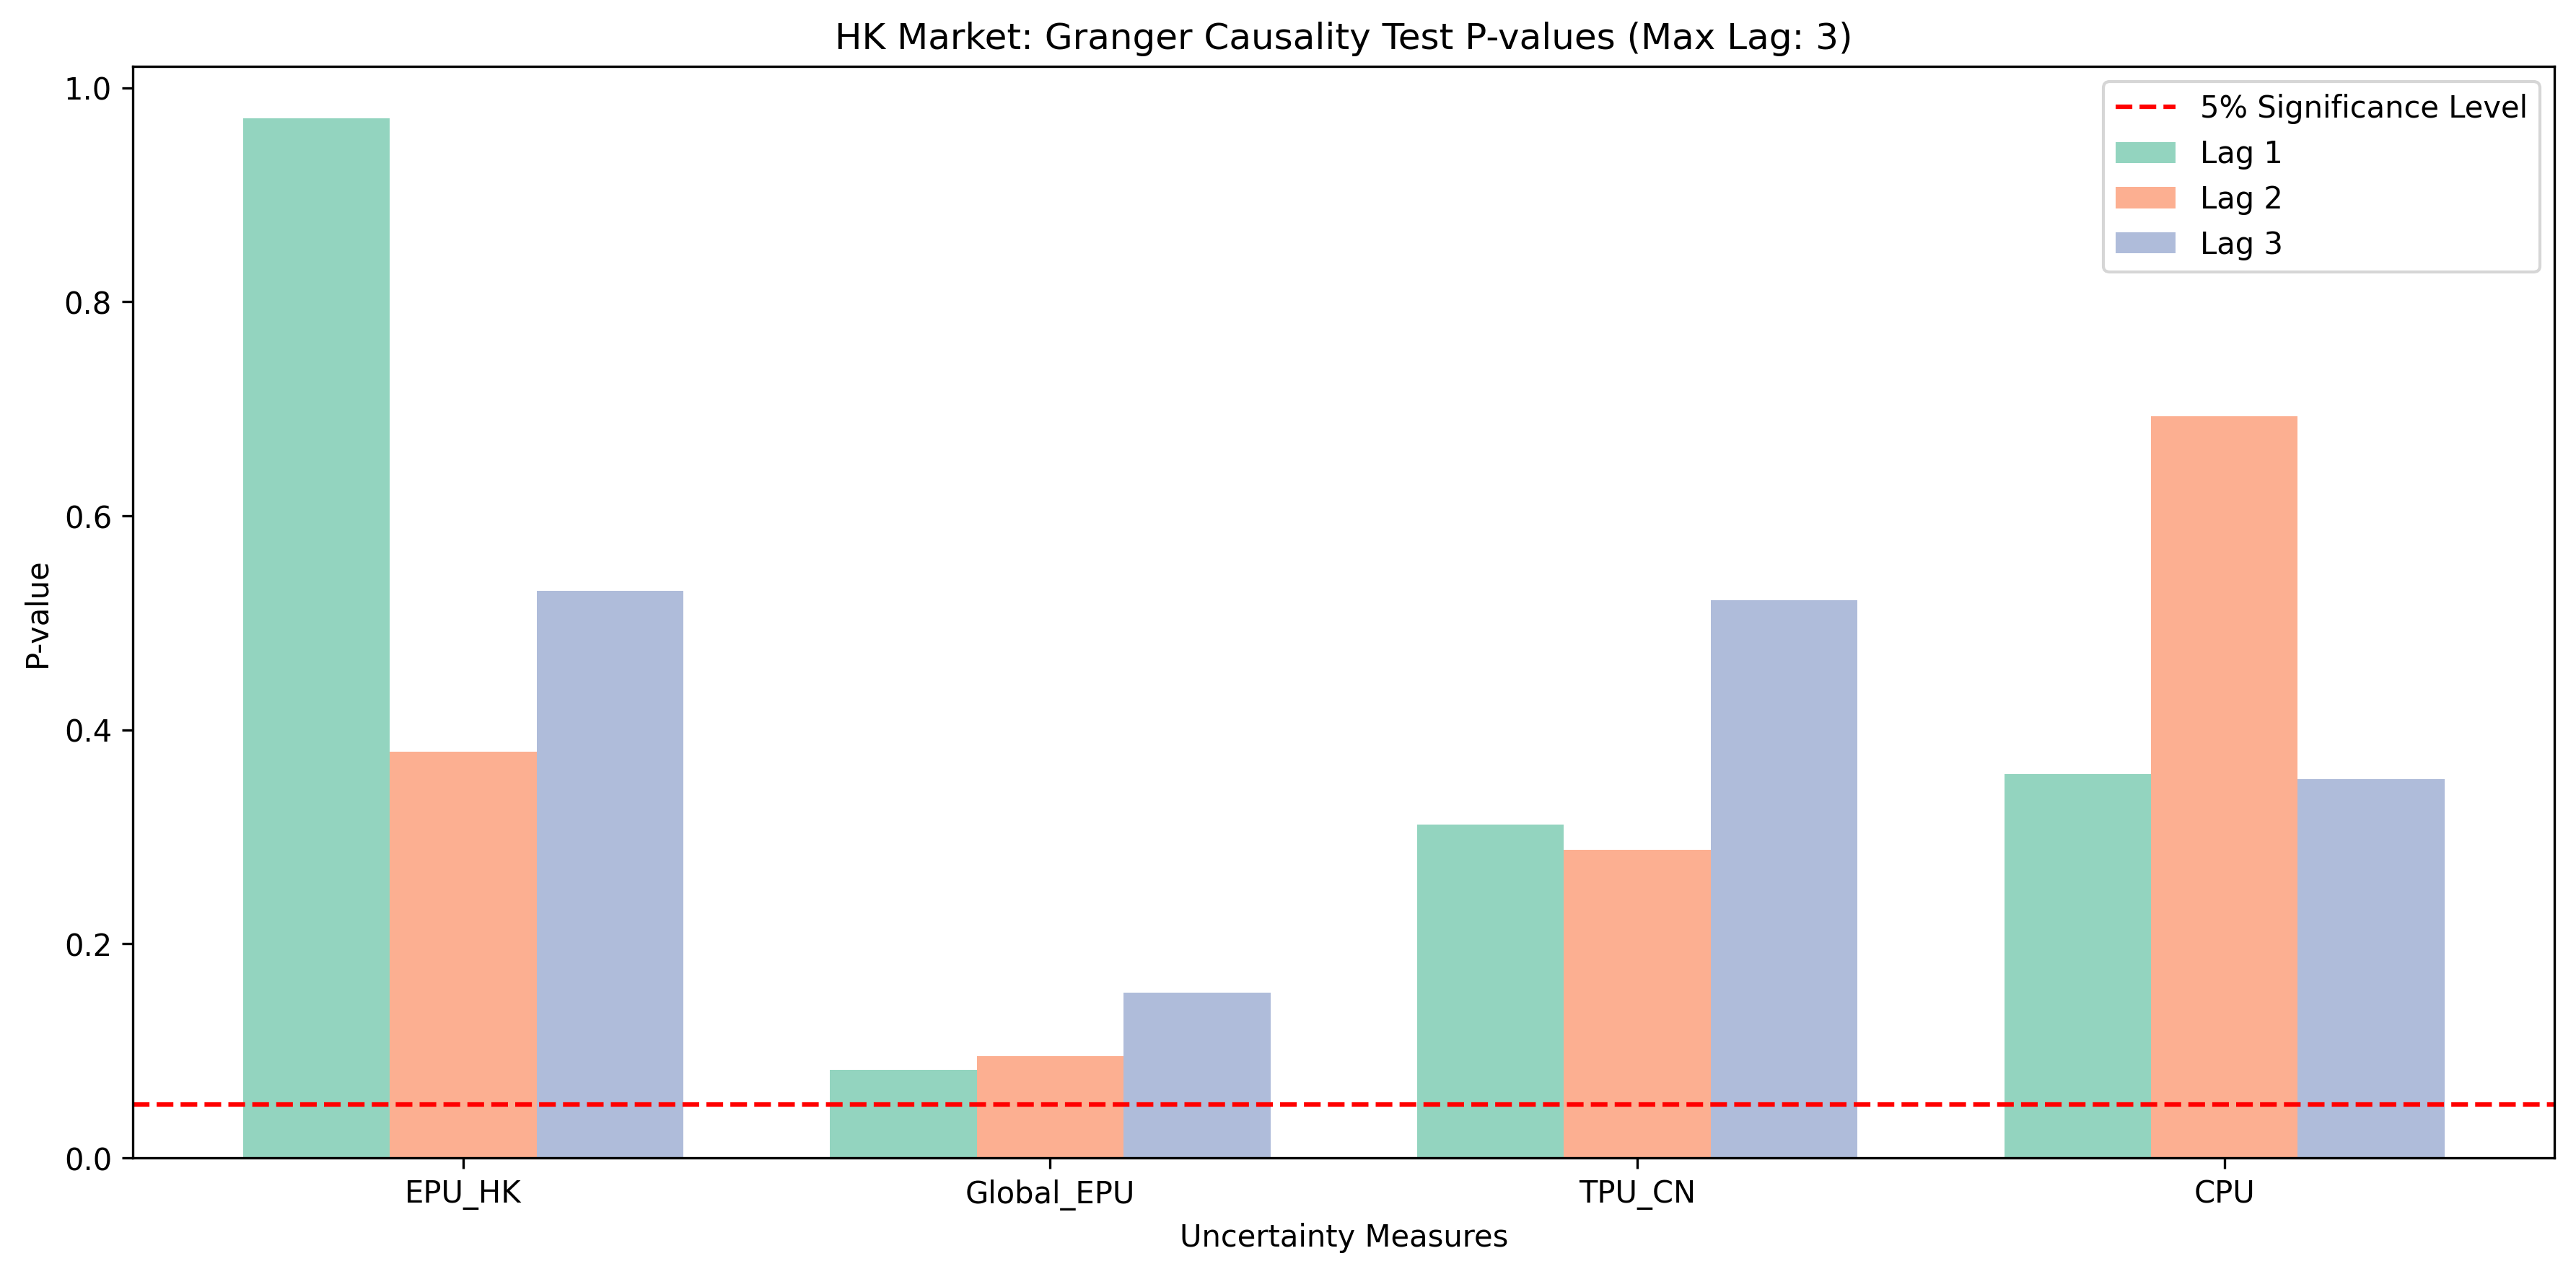 HK Market: Granger Causality Test P-values (Max Lag: 3)
5% Significance Level
Lag 1
Lag 2
Lag 3
P-value
1.0
0.8
0.6
0.4
0.2
0.0
EPU_HK
Global_EPU
TPU_CN
CPU
Uncertainty Measures